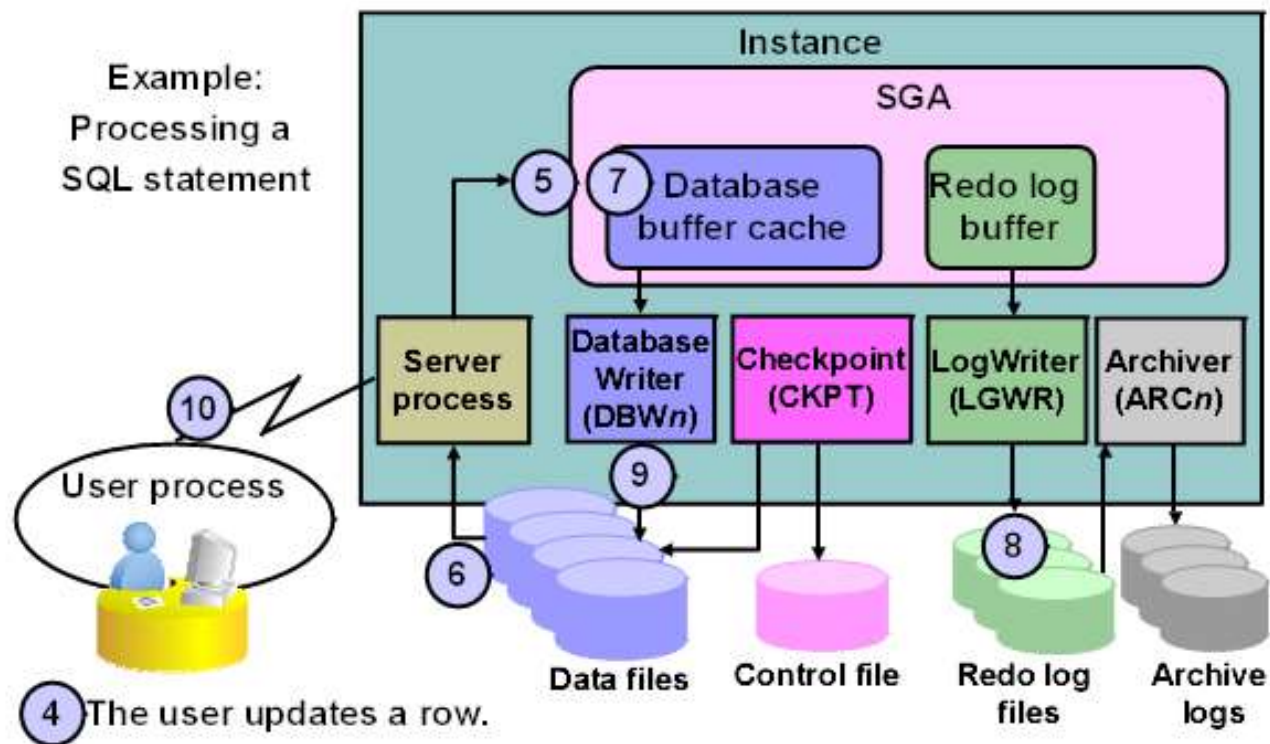 Instance
Example:
Processing a
SQL statement
SGA
5
7
Database
buffer cache
Redo log
buffer
Server
process
Database
Writer
(DBWn)
Checkpoint
(CKPT)
LogWriter
(LGWR)
Archiver
(ARCn)
10
User process
9
6
8
Data files
Control file
Redo log
files
Archive
logs
4 The user updates a row.